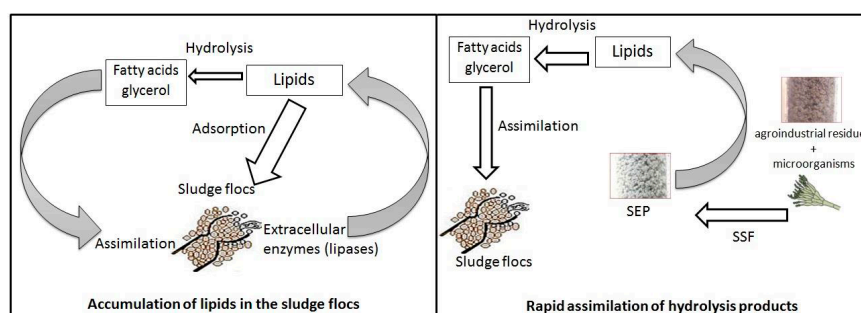 Hydrolysis
Fatty acids
glycerol
Lipids
Adsorption
Sludge flocs
Assimilation
Extracellular
enzymes (lipases)
Accumulation of lipids in the sludge flocs
Hydrolysis
Fatty acids
glycerol
Lipids
Assimilation
agroindustrial residue
+
microorganisms
SEP
SSF
Sludge flocs
Rapid assimilation of hydrolysis products